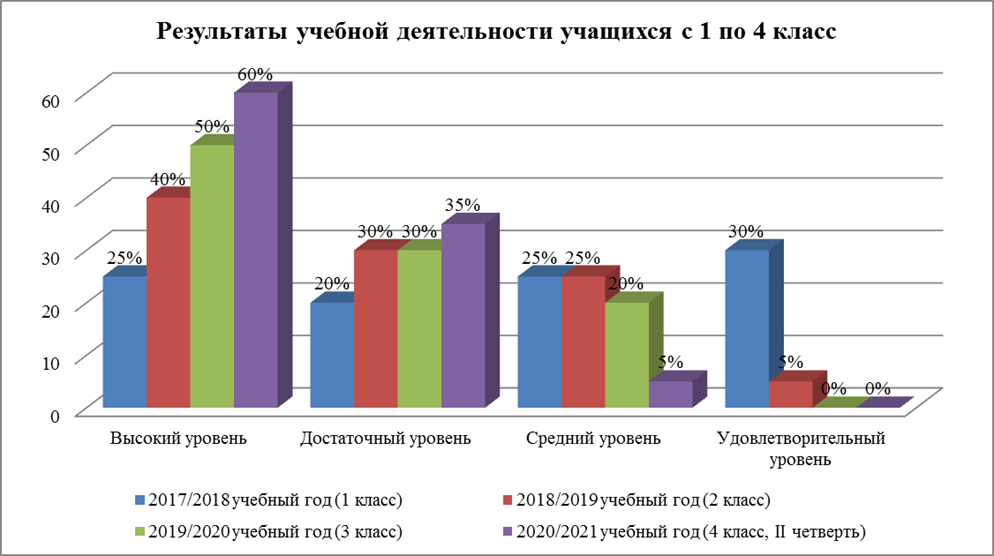 Результаты учебной деятельности учащихся с 1 по 4 класс
60
50
40
30
20
10
0
25%
40%
50%
60%
20%
30%
30%
35%
25%
25%
20%
5%
30%
5%
0%
0%
Высокий уровень
Достаточный уровень
Средний уровень
Удовлетворительный
уровень
2017/2018 учебный год (1 класс)
2018/2019 учебный год (2 класс)
2019/2020 учебный год (3 класс)
2020/2021 учебный год (4 класс, II четверть)